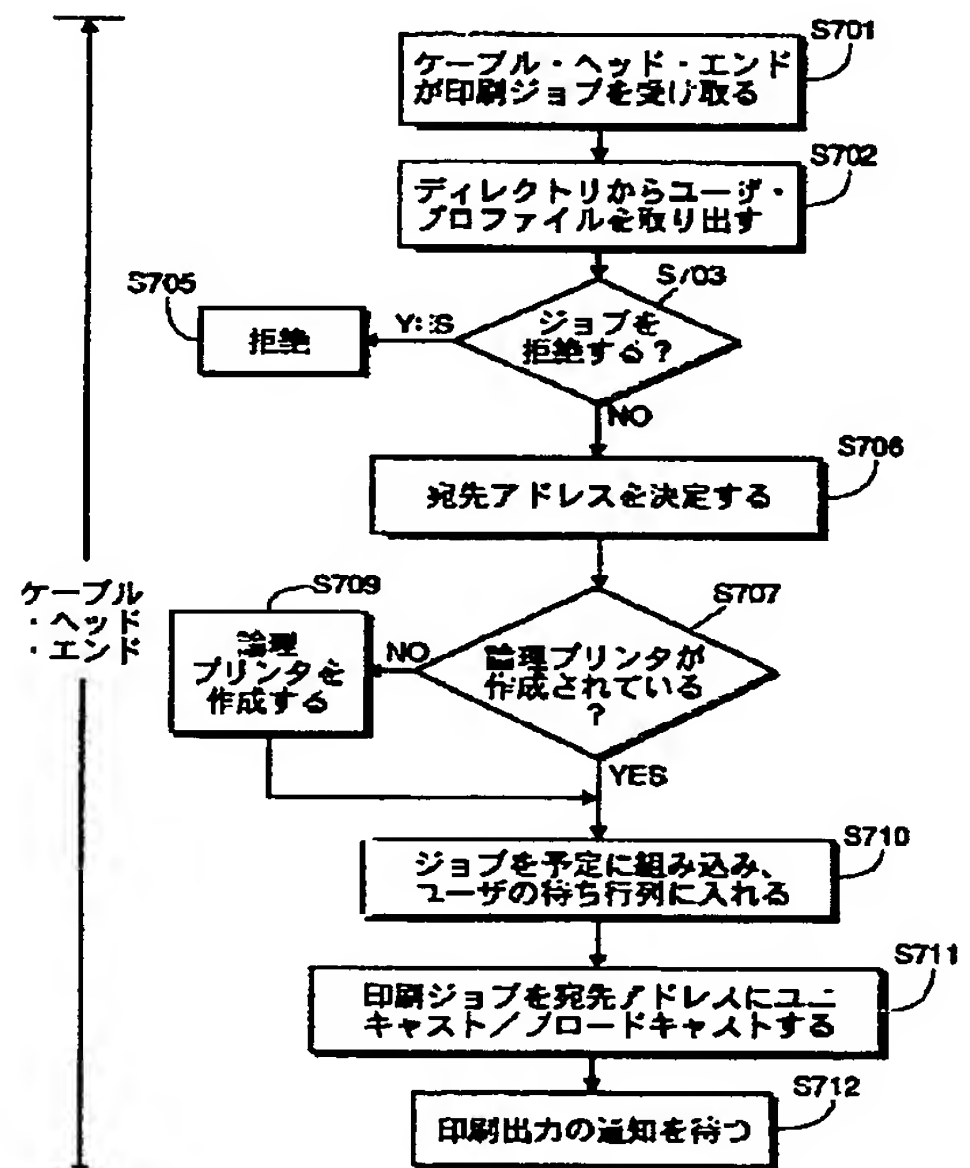 S701
ケーブル・ヘッド・エンド
が印刷ジョブを受け取る
S702
ディレクトリからユーザ・
プロファイルを取り出す
S703
ジョブを
拒絶する?
YES
S705
拒絶
NO
S706
宛先アドレスを決定する
S707
論理プリンタが
作成されている
?
NO
S709
論理
プリンタを
作成する
YES
S710
ジョブを予定に組み込み、
ユーザの待ち行列に入れる
S711
印刷ジョブを宛先アドレスにユニ
キャスト/ブロードキャストする
S712
印刷出力の通知を待つ
ケーブル
・ヘッド
・エンド